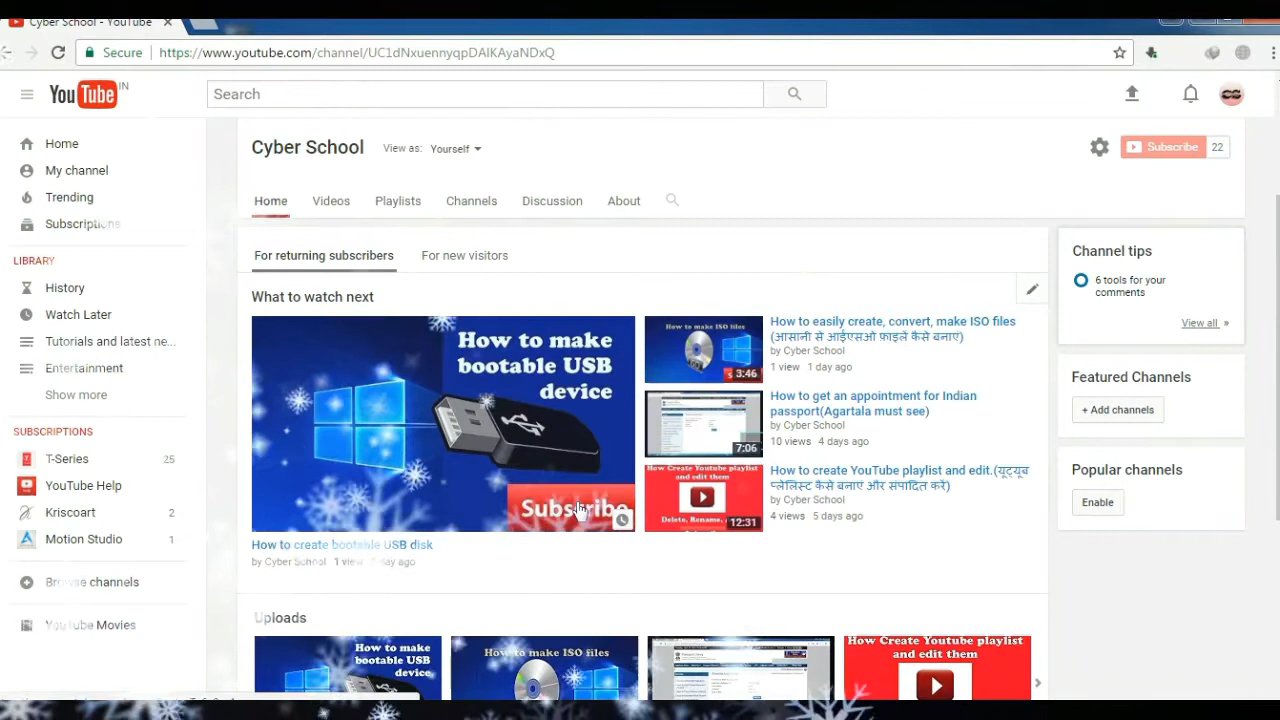 Cyber School - YouTube
Secure https://www.youtube.com/channel/UC1dNxuennyqpDAlKAyaNDxQ
YouTube IN
Search
Home
My channel
Trending
Subscriptions
LIBRARY
History
Watch Later
Tutorials and latest ne...
Entertainment
Show more
SUBSCRIPTIONS
T-Series 25
YouTube Help
Kriscoart 2
Motion Studio 1
Browse channels
YouTube Movies
Cyber School View as: Yourself
Subscribe 22
Home Videos Playlists Channels Discussion About
For returning subscribers For new visitors
What to watch next
How to make
bootable USB
device
Subscribe
How to create bootable USB disk
by Cyber School 1 view 1 day ago
How to make ISO files
3:46
How to easily create, convert, make ISO files
(आसानी से आईएसओ फ़ाइलें कैसे बनाएं)
by Cyber School
1 view 1 day ago
7:06
How to get an appointment for Indian
passport(Agartala must see)
by Cyber School
10 views 4 days ago
How Create Youtube playlist
and edit them
Delete, Rename,
12:31
How to create YouTube playlist and edit.(यूट्यूब
प्लेलिस्ट कैसे बनाएं और संपादित करें)
by Cyber School
4 views 5 days ago
Channel tips
6 tools for your
comments
View all »
Featured Channels
+ Add channels
Popular channels
Enable
Uploads
How to make
bootable USB
device
How to make ISO files
How Create Youtube playlist
and edit them